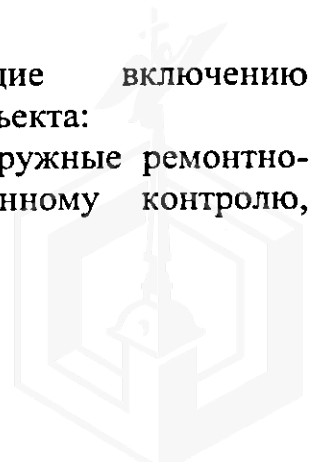 щие включению
ъекта:
ружные ремонтно-
нному контролю,